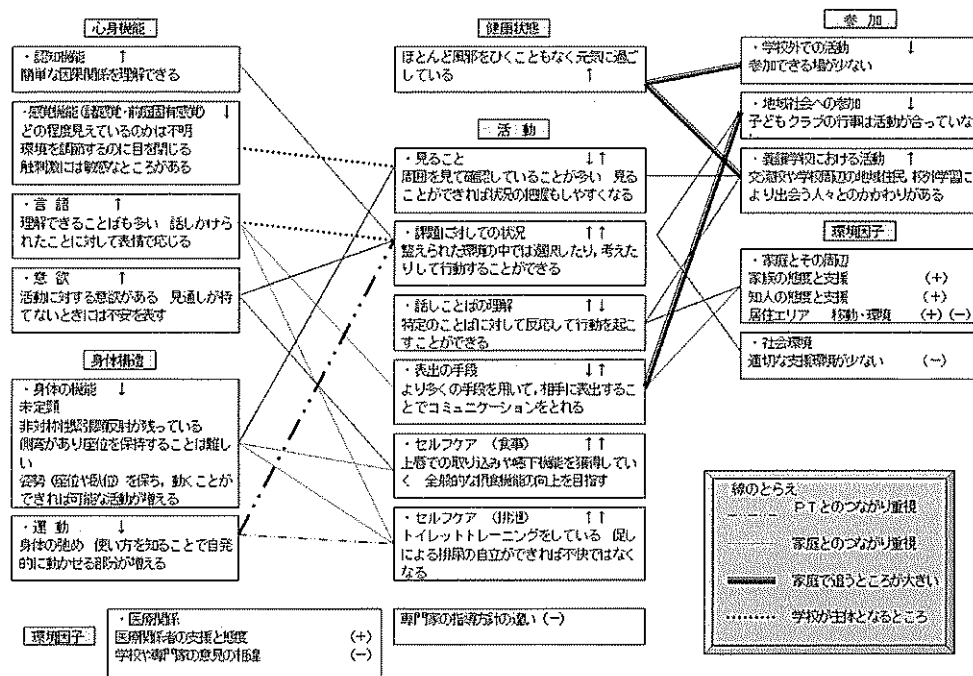 心身機能
・認知機能 ↑
簡単な因果関係を理解できる
・感覚機能(触感覚・前庭固有感覚) ↓
どの程度見えているのかは不明
環境を調節するのに目を閉じる
触刺激には敏感なところがある
・言語 ↑
理解できることばも多い 話しかけら
れたことに対して表情で応じる
・意欲 ↑
活動に対する意欲がある 見通しが持
てないときには不安を表す
身体構造
・身体の機能 ↓
未定頸
非対称性緊張頸反射が残っている
側弯があり座位を保持することは難し
い
姿勢(座位や臥位)を保ち,動くことが
できれば可能な活動が増える
・運動 ↓
身体の弛め 使い方を知ることで自発
的に動かせる部分が増える
健康状態
ほとんど風邪をひくこともなく元気に過ご
している ↑
活動
・見ること ↓↑
周囲を見て確認していることが多い 見る
ことができれば状況の把握もしやすくなる
・課題に対しての状況 ↑↑
整えられた環境の中では選択したり,考えた
りして行動することができる
・話しことばの理解 ↑↓
特定のことばに対して反応して行動を起こ
すことができる
・表出の手段 ↓
より多くの手段を用いて,相手に表出するこ
とでコミュニケーションをとれる
・セルフケア (食事) ↑↑
上唇での取り込みや嚥下機能を獲得してい
く 全般的な摂食機能の向上を目指す
・セルフケア (排泄) ↑↑
トイレットトレーニングをしている 促し
による排尿の自立ができれば不快ではなく
なる
参加
・学校外での活動 ↓
参加できる場が少ない
・地域社会への参加 ↓
子どもクラブの行事は活動が合っていな
・養護学校における活動 ↑
交流校や学校周辺の地域住民,校外学習に
より出会う人々とのかかわりがある
環境因子
・家庭とその周辺
家族の態度と支援 (+)
知人の態度と支援 (+)
居住エリア 移動・環境 (+)(-)
・社会環境
適切な支援環境が少ない (-)
線のとらえ
PTとのつながり重視
家庭とのつながり重視
家庭で追うところが大きい
学校が主体となるところ
環境因子
・医療関係
医療関係者の支援と態度 (+)
学校や専門家の意見の相違 (-)
専門家の指導方針の違い(-)